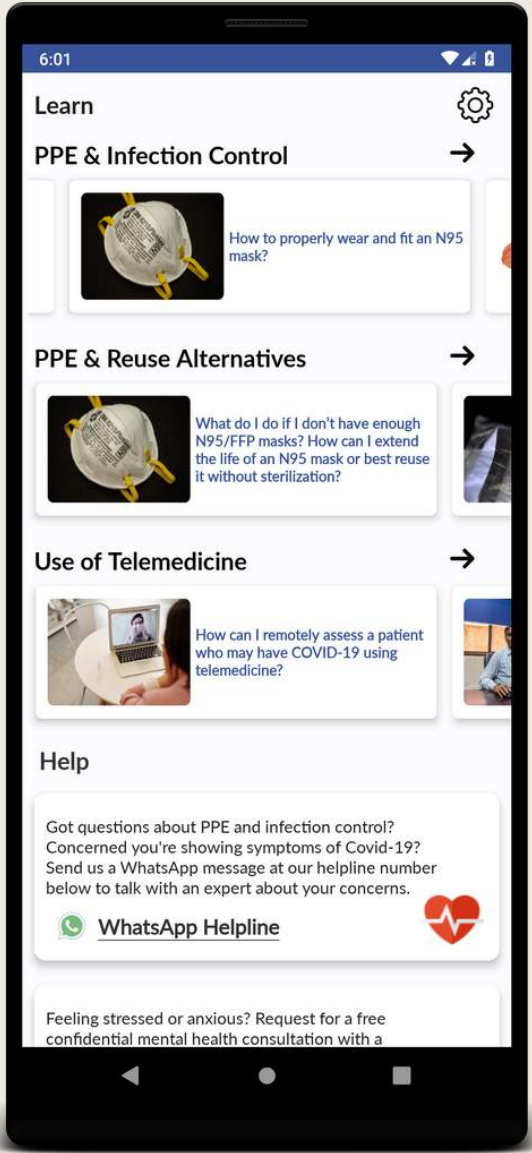 6:01
Learn
PPE & Infection Control
How to properly wear and fit an N95
mask?
PPE & Reuse Alternatives
What do I do if I don't have enough
N95/FFP masks? How can I extend
the life of an N95 mask or best reuse
it without sterilization?
Use of Telemedicine
How can I remotely assess a patient
who may have COVID-19 using
telemedicine?
Help
Got questions about PPE and infection control?
Concerned you're showing symptoms of Covid-19?
Send us a WhatsApp message at our helpline number
below to talk with an expert about your concerns.
WhatsApp Helpline
Feeling stressed or anxious? Request for a free
confidential mental health consultation with a